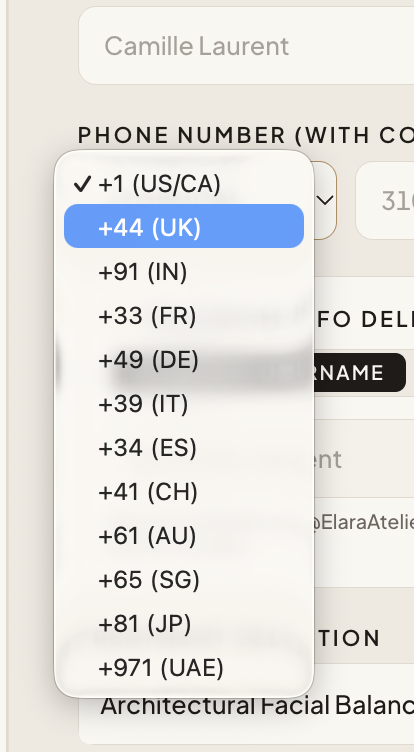 Camille Laurent
PHONE NUMBER (WITH CO
✓ +1 (US/CA)
+44 (UK)
310
+91 (IN)
+33 (FR)
FO DELI
+49 (DE)
RNAME
+39 (IT)
+34 (ES)
ent
+41 (CH)
@ElaraAtelie
+61 (AU)
+65 (SG)
+81 (JP)
TION
+971 (UAE)
Architectural Facial Balanc